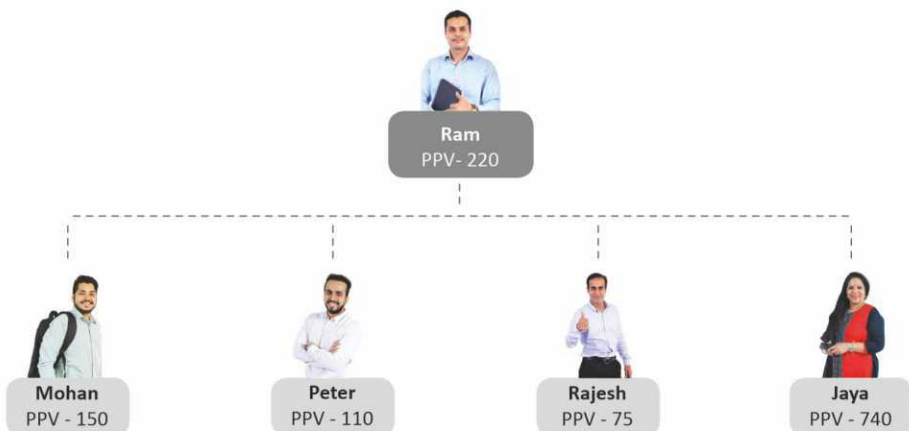 Ram
PPV- 220
Mohan
PPV - 150
Peter
PPV - 110
Rajesh
PPV - 75
Jaya
PPV - 740